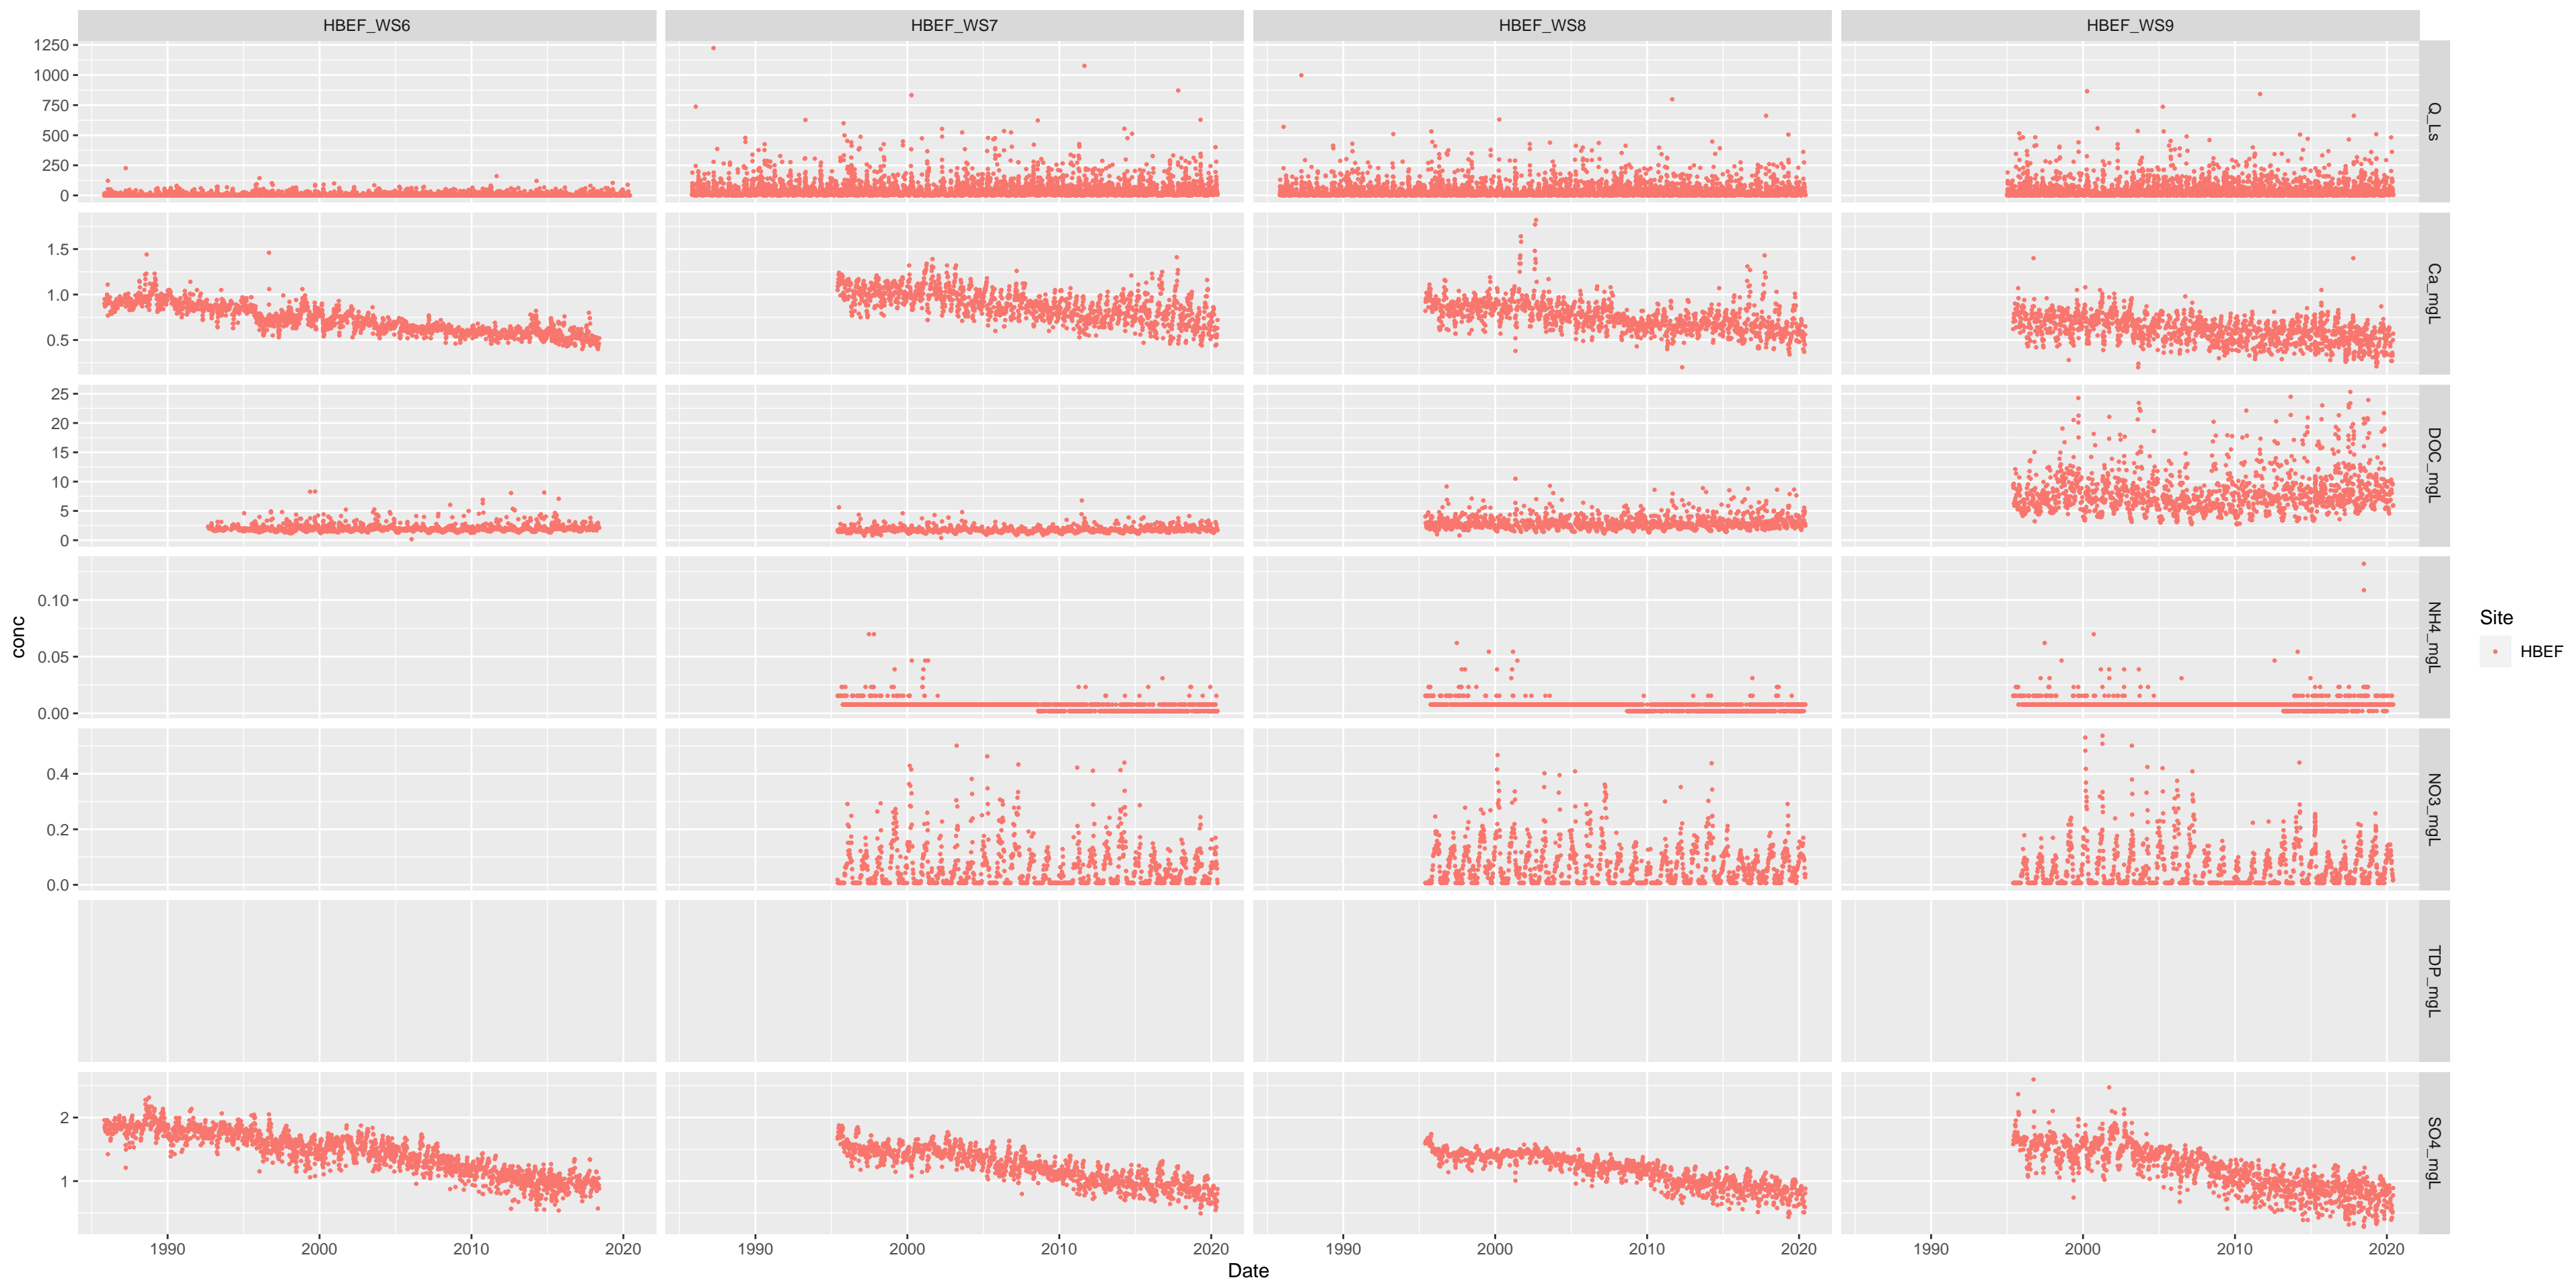 HBEF_WS6 HBEF_WS7 HBEF_WS8 HBEF_WS9
1250
1000
750
500
250
0
Q_Ls
1.5
1.0
0.5
Ca_mgL
25
20
15
10
5
0
DOC_mgL
0.10
0.05
0.00
NH4_mgL
0.4
0.2
0.0
NO3_mgL
TDP_mgL
2
1
SO4_mgL
conc
1990 2000 2010 2020 1990 2000 2010 2020 1990 2000 2010 2020 1990 2000 2010 2020
Date
Site
HBEF